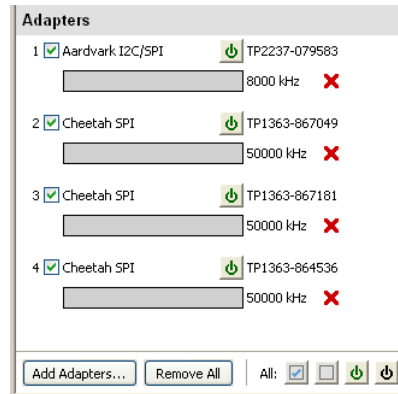 Adapters
1 Aardvark I2C/SPI TP2237-079583
8000 kHz
2 Cheetah SPI TP1363-867049
50000 kHz
3 Cheetah SPI TP1363-867181
50000 kHz
4 Cheetah SPI TP1363-864536
50000 kHz
Add Adapters... Remove All All: